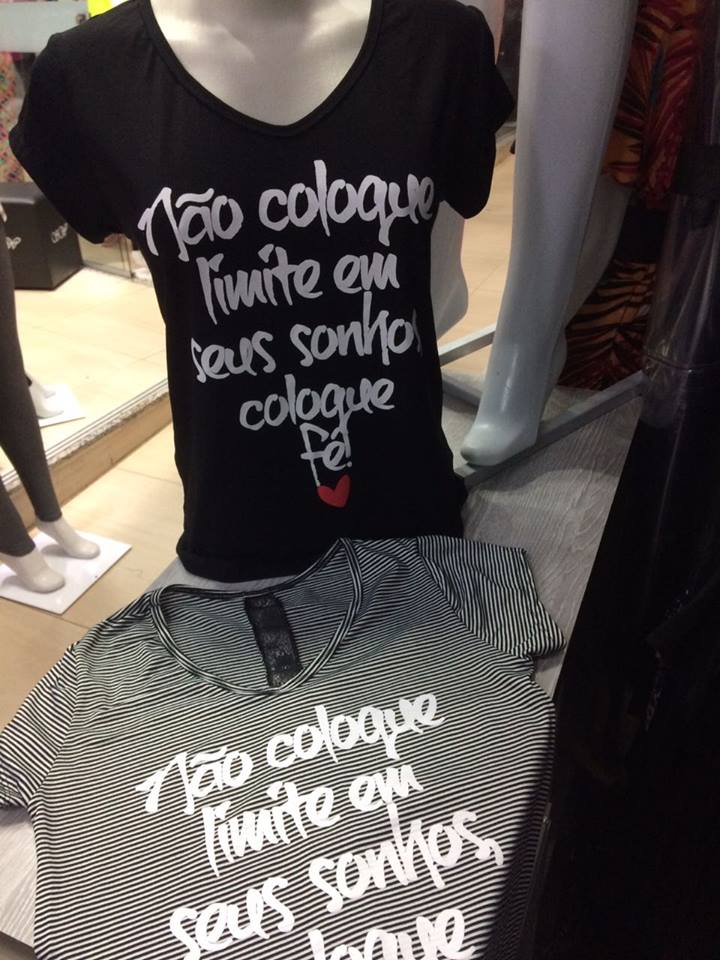 Não coloque
limite em
seus sonhos
coloque
fé!
Não coloque
limite em
seus sonhos,